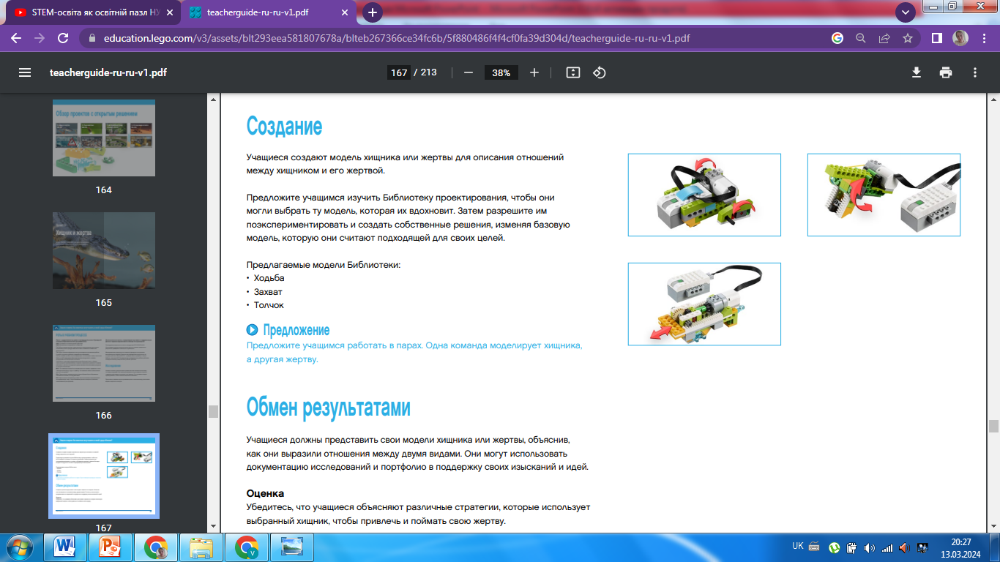 STEM-освіта як освітній пазл НУ
teacherguide-ru-ru-v1.pdf
education.lego.com/v3/assets/blt293eea581807678a/blteb267366ce34fc6b/5f880486f4f4cf0fa39d304d/teacherguide-ru-ru-v1.pdf
teacherguide-ru-ru-v1.pdf
167 / 213
38%
Обзор проектов с открытым решением
164
Хищник и жертва
165
166
167
Создание
Учащиеся создают модель хищника или жертвы для описания отношений
между хищником и его жертвой.
Предложите учащимся изучить Библиотеку проектирования, чтобы они
могли выбрать ту модель, которая их вдохновит. Затем разрешите им
поэкспериментировать и создать собственные решения, изменяя базовую
модель, которую они считают подходящей для своих целей.
Предлагаемые модели Библиотеки:
• Ходьба
• Захват
• Толчок
Предложение
Предложите учащимся работать в парах. Одна команда моделирует хищника,
а другая жертву.
Обмен результатами
Учащиеся должны представить свои модели хищника или жертвы, объяснив,
как они выразили отношения между двумя видами. Они могут использовать
документацию исследований и портфолио в поддержку своих изысканий и идей.
Оценка
Убедитесь, что учащиеся объясняют различные стратегии, которые использует
выбранный хищник, чтобы привлечь и поймать свою жертву.
UK
20:27
13.03.2024